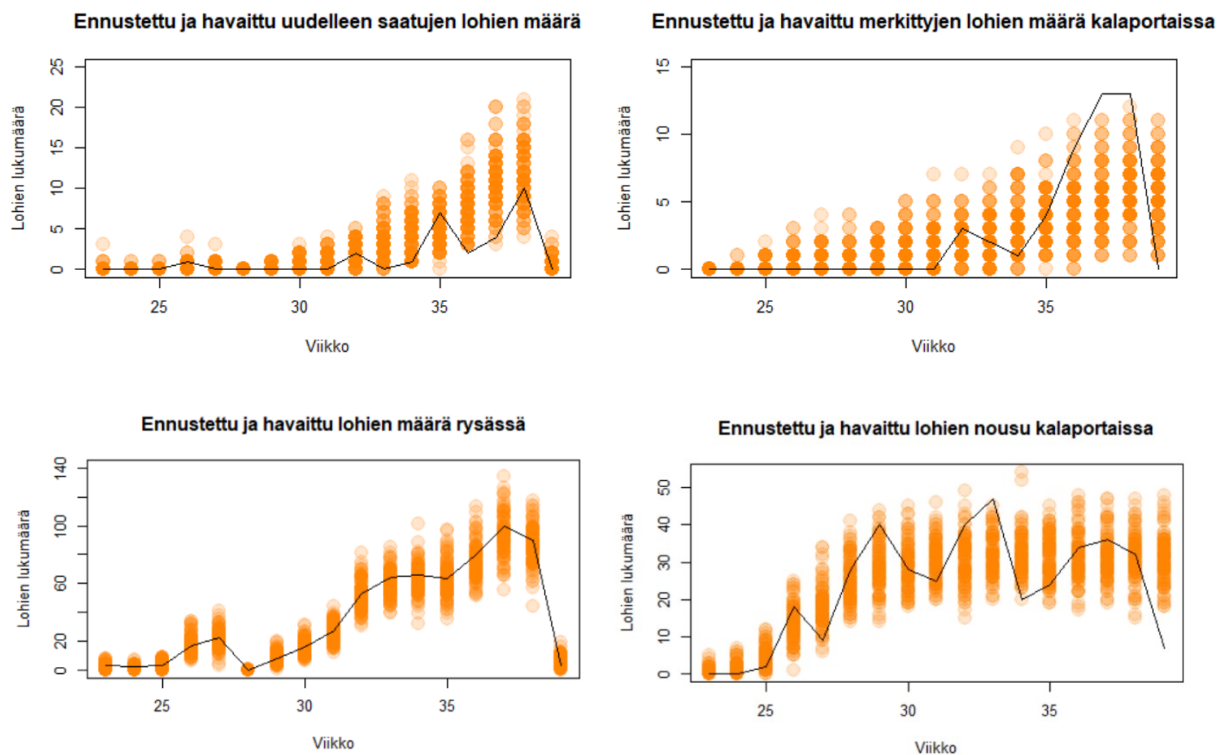 Ennustettu ja havaittu uudelleen saatujen lohien määrä
Lohien lukumäärä
0 5 10 15 20 25
25 30 35
Viikko
Ennustettu ja havaittu merkittyjen lohien määrä kalaportaissa
Lohien lukumäärä
0 5 10 15
25 30 35
Viikko
Ennustettu ja havaittu lohien määrä rysässä
Lohien lukumäärä
0 20 60 100 140
25 30 35
Viikko
Ennustettu ja havaittu lohien nousu kalaportaissa
Lohien lukumäärä
0 10 20 30 40 50
25 30 35
Viikko